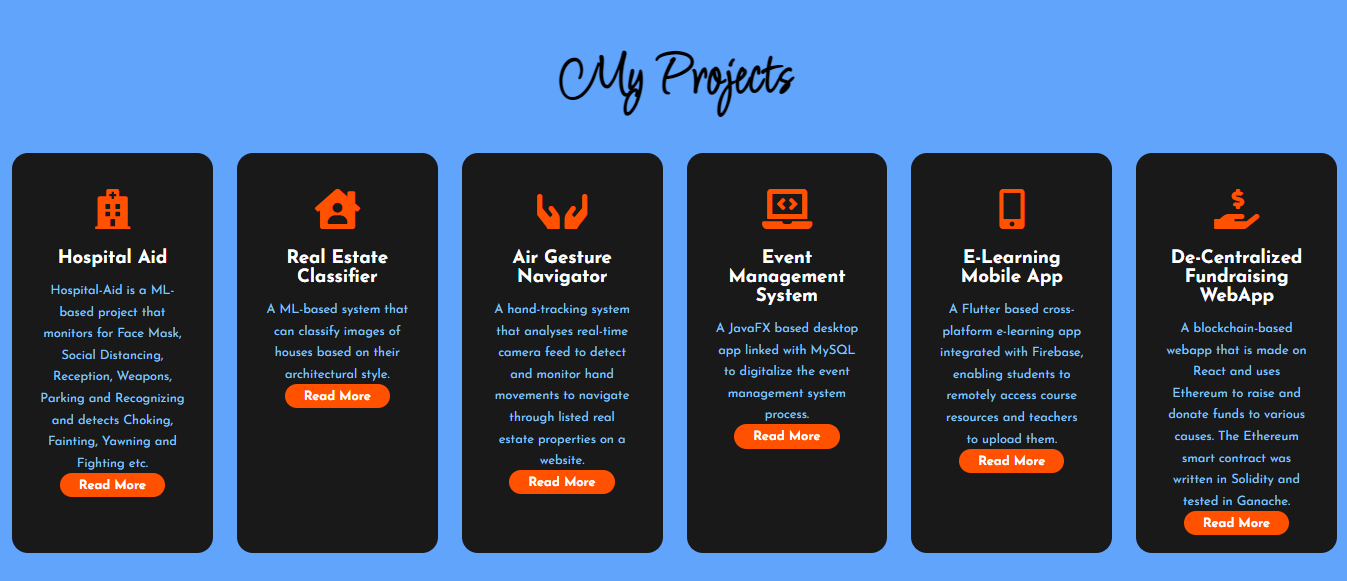 My Projects
Hospital Aid
Hospital-Aid is a ML-
based project that
monitors for Face Mask,
Social Distancing,
Reception, Weapons,
Parking and Recognizing
and detects Choking,
Fainting, Yawning and
Fighting etc.
Read More
Real Estate
Classifier
A ML-based system that
can classify images of
houses based on their
architectural style.
Read More
Air Gesture
Navigator
A hand-tracking system
that analyses real-time
camera feed to detect
and monitor hand
movements to navigate
through listed real
estate properties on a
website.
Read More
Event
Management
System
A JavaFX based desktop
app linked with MySQL
to digitalize the event
management system
process.
Read More
E-Learning
Mobile App
A Flutter based cross-
platform e-learning app
integrated with Firebase,
enabling students to
remotely access course
resources and teachers
to upload them.
Read More
$
De-Centralized
Fundraising
WebApp
A blockchain-based
webapp that is made on
React and uses
Ethereum to raise and
donate funds to various
causes. The Ethereum
smart contract was
written in Solidity and
tested in Ganache.
Read More